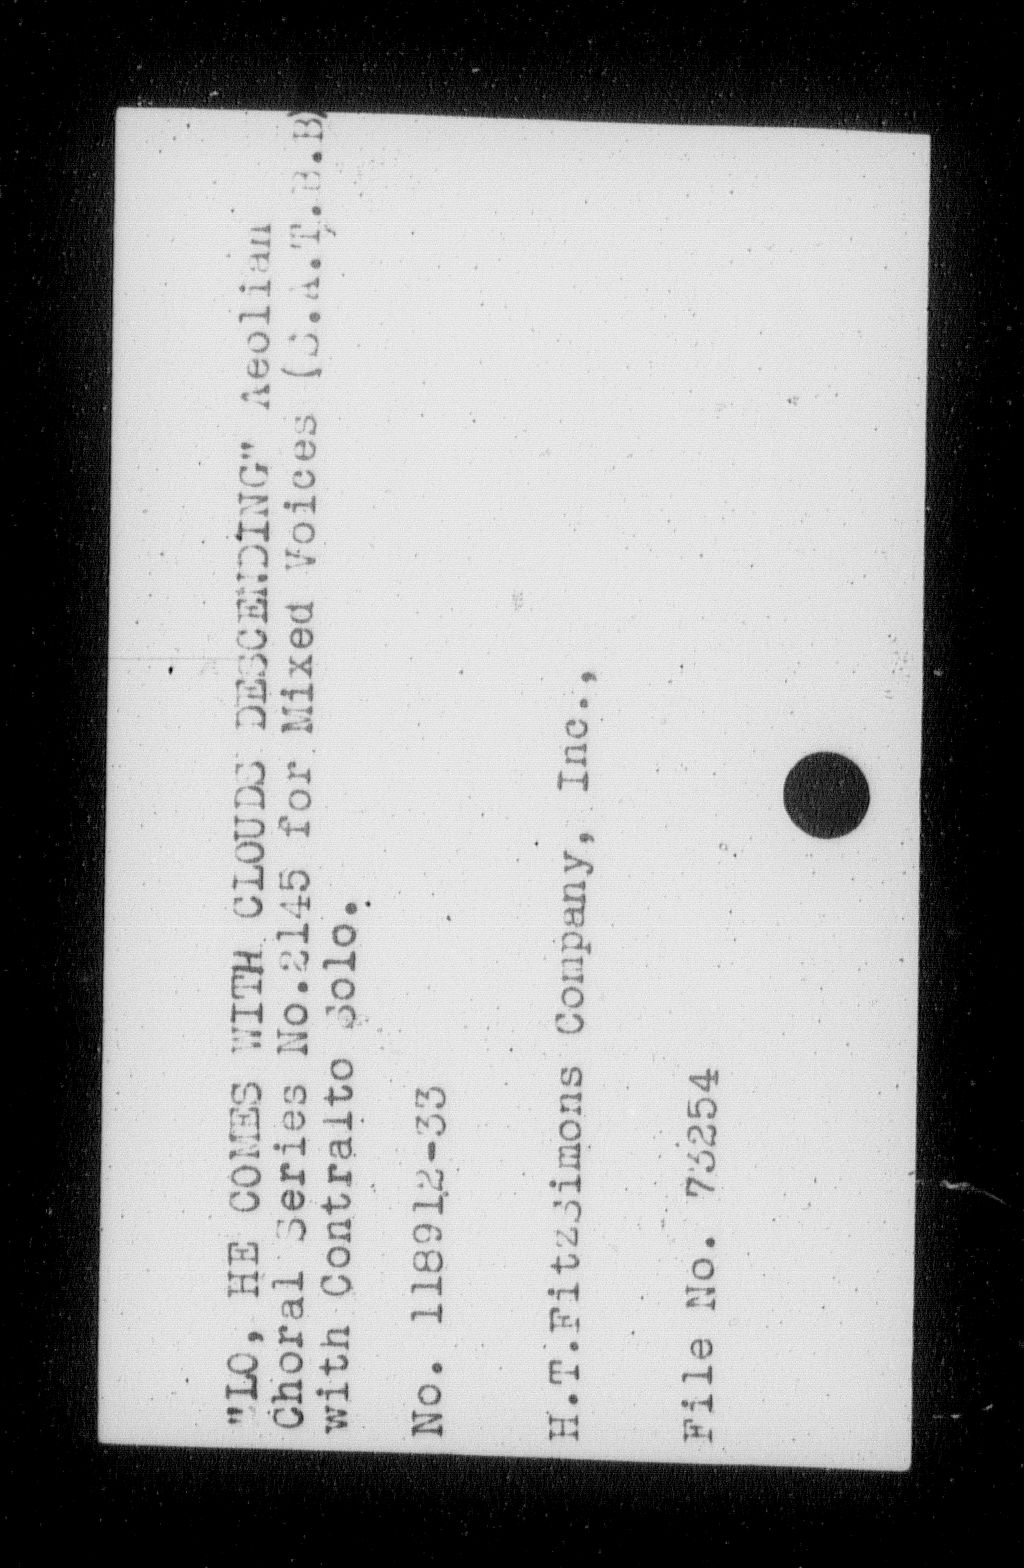 "LO, HE COMES WITH CLOUDS DESCENDING" Aeolian
Choral Series No.2145 for Mixed Voices (S.A.T.B.B)
with Contralto Solo.
No. 118912-33
H.T.FitzSimons Company, Inc.,
File No. 73254